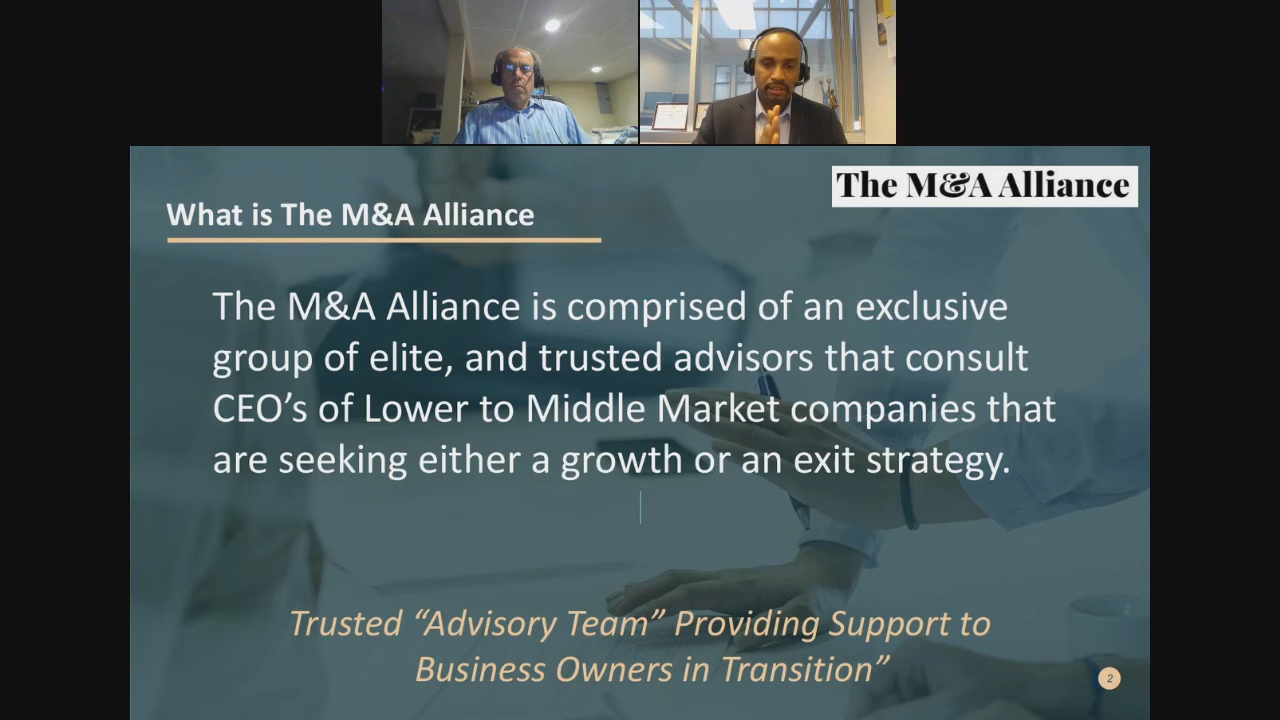 The M&A Alliance
What is The M&A Alliance
The M&A Alliance is comprised of an exclusive
group of elite, and trusted advisors that consult
CEO’s of Lower to Middle Market companies that
are seeking either a growth or an exit strategy.
Trusted “Advisory Team” Providing Support to
Business Owners in Transition”
2